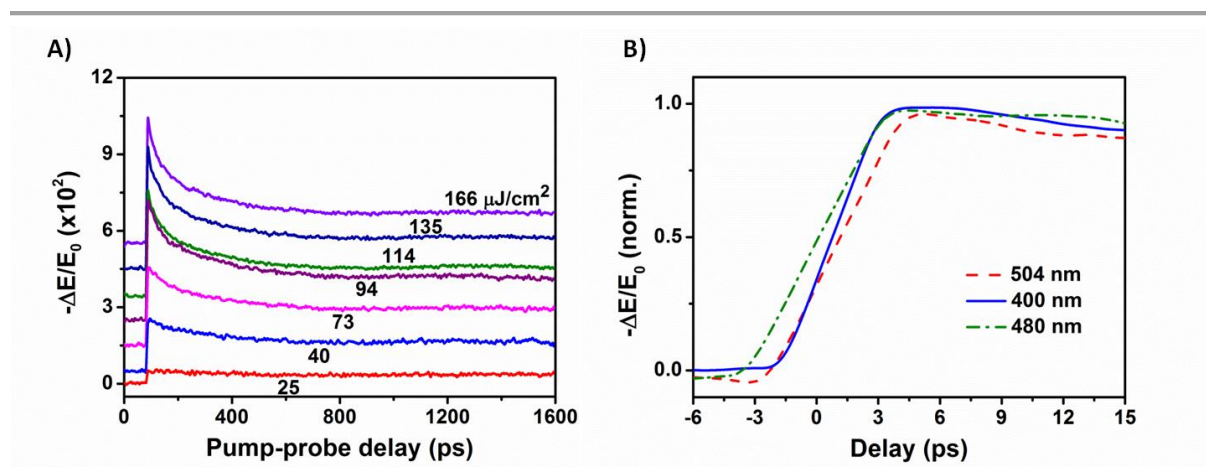 A)
12
9
6
3
0
-ΔE/E₀ (x10²)
166 μJ/cm²
135
114
94
73
40
25
0 400 800 1200 1600
Pump-probe delay (ps)
B)
1.0
0.5
0.0
-ΔE/E₀ (norm.)
504 nm
400 nm
480 nm
-6 -3 0 3 6 9 12 15
Delay (ps)